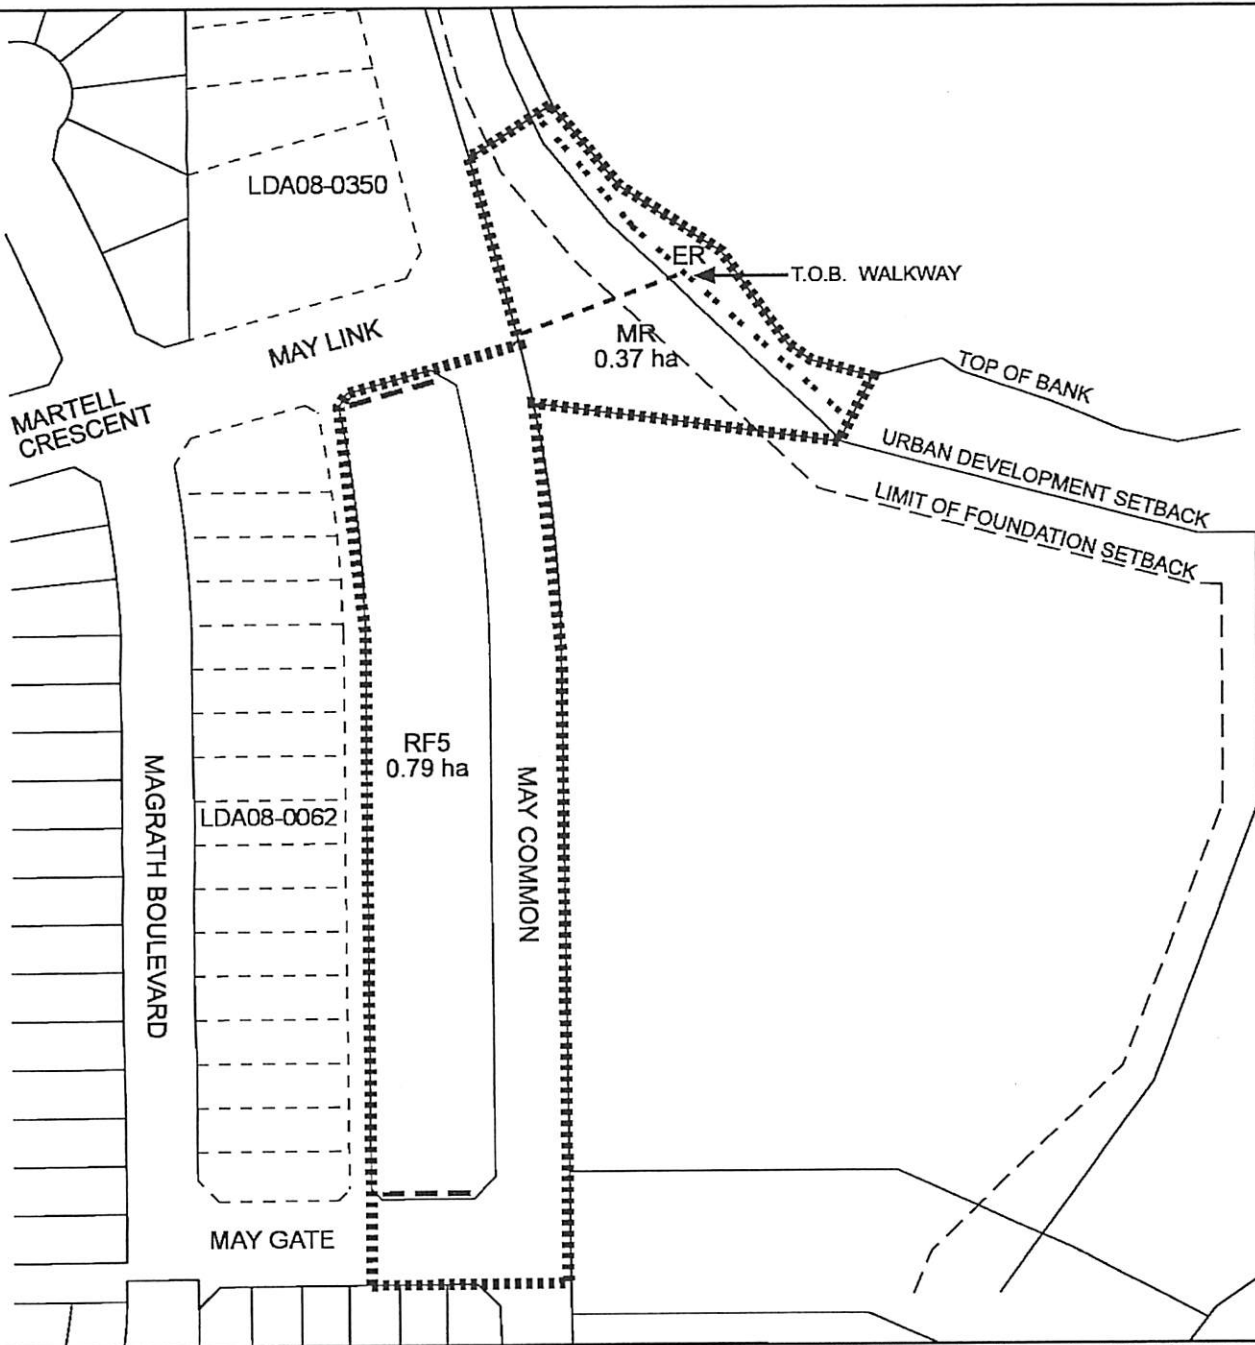 LDA08-0350
ER
T.O.B. WALKWAY
MAY LINK
MR
0.37 ha
TOP OF BANK
MARTELL
CRESCENT
URBAN DEVELOPMENT SETBACK
LIMIT OF FOUNDATION SETBACK
RF5
0.79 ha
MAGRATH BOULEVARD
LDA08-0062
MAY COMMON
MAY GATE